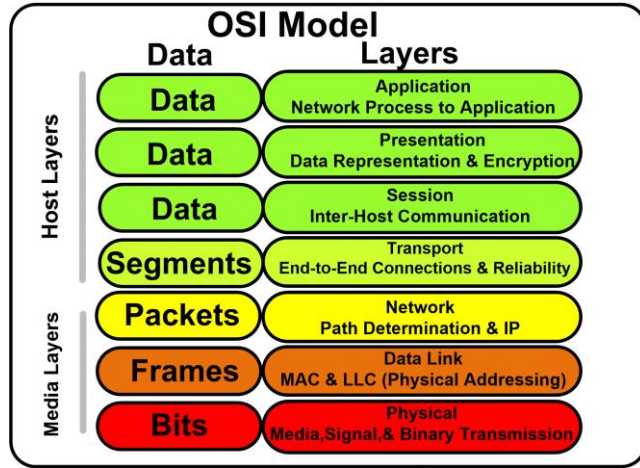 OSI Model
Data Layers
Host Layers
Data
Application
Network Process to Application
Data
Presentation
Data Representation & Encryption
Data
Session
Inter-Host Communication
Segments
Transport
End-to-End Connections & Reliability
Media Layers
Packets
Network
Path Determination & IP
Frames
Data Link
MAC & LLC (Physical Addressing)
Bits
Physical
Media,Signal,& Binary Transmission